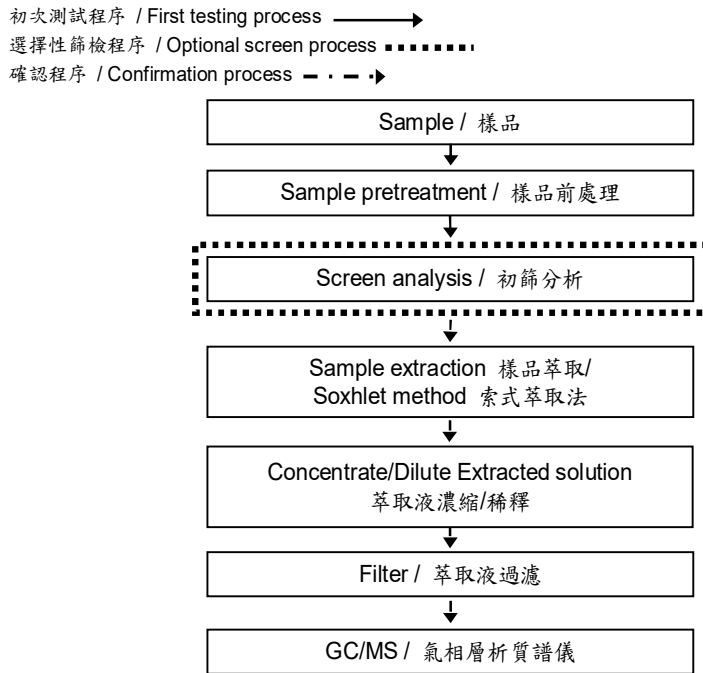 初次測試程序 / First testing process
選擇性篩檢程序 / Optional screen process
確認程序 / Confirmation process
Sample / 樣品
Sample pretreatment / 樣品前處理
Screen analysis / 初篩分析
Sample extraction 樣品萃取/
Soxhlet method 索式萃取法
Concentrate/Dilute Extracted solution
萃取液濃縮/稀釋
Filter / 萃取液過濾
GC/MS / 氣相層析質譜儀